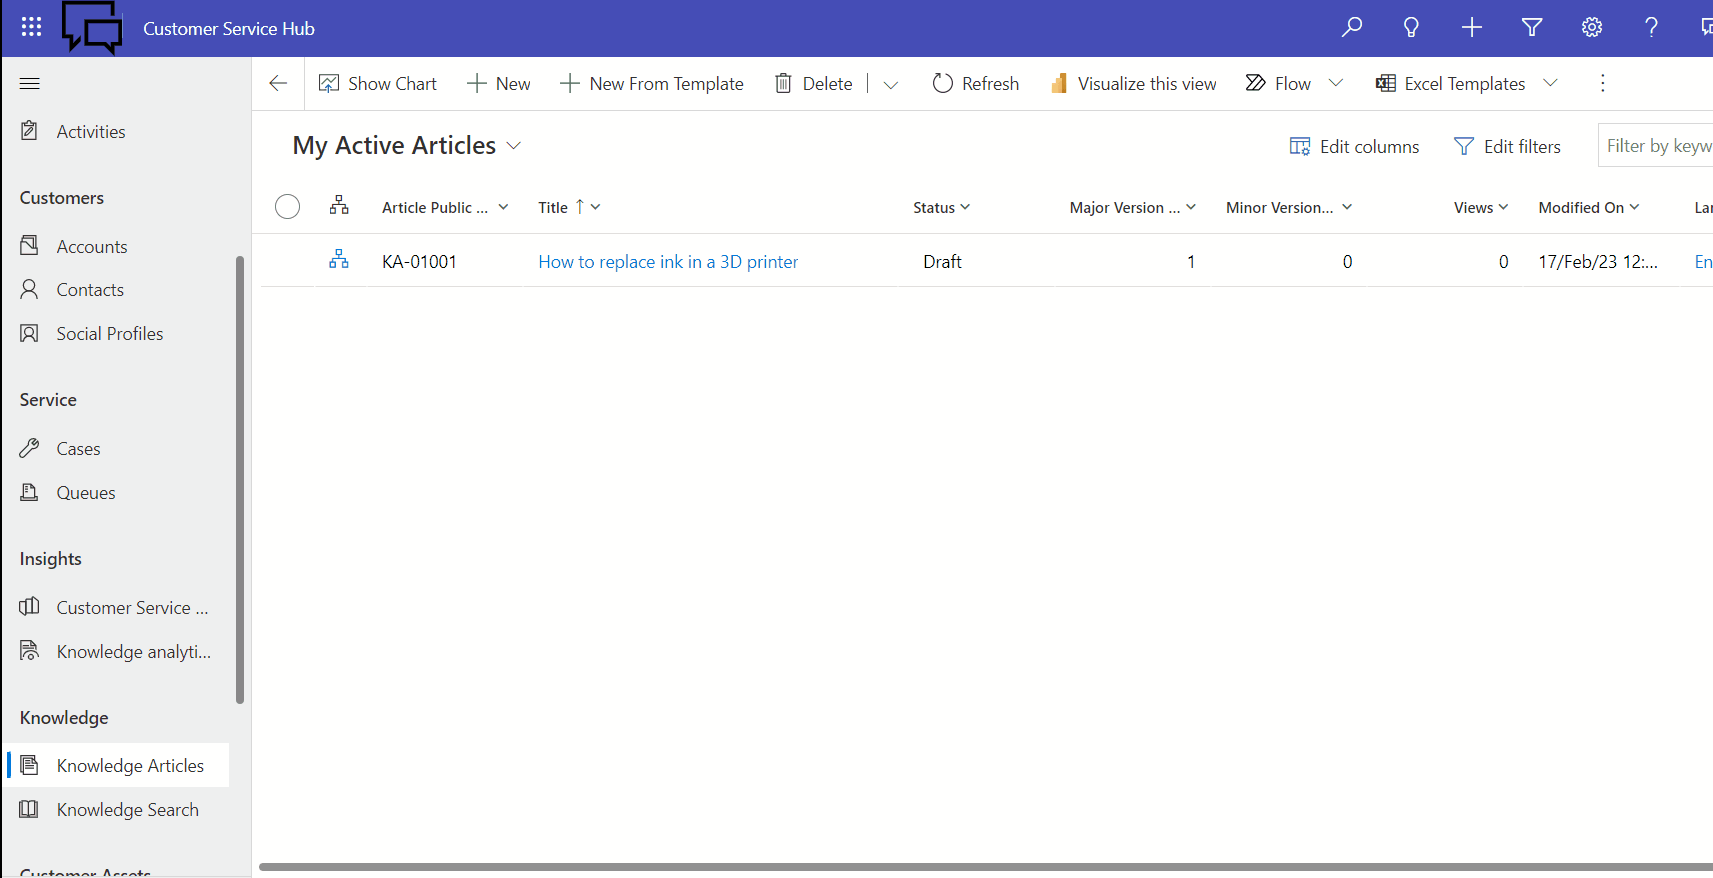 Customer Service Hub
Show Chart New New From Template Delete Refresh Visualize this view Flow Excel Templates
My Active Articles Edit columns Edit filters Filter by keyw
Article Public ... Title Status Major Version ... Minor Version... Views Modified On Lar
KA-01001 How to replace ink in a 3D printer Draft 1 0 0 17/Feb/23 12:... En
Activities
Customers
Accounts
Contacts
Social Profiles
Service
Cases
Queues
Insights
Customer Service ...
Knowledge analyti...
Knowledge
Knowledge Articles
Knowledge Search
Customer Assets